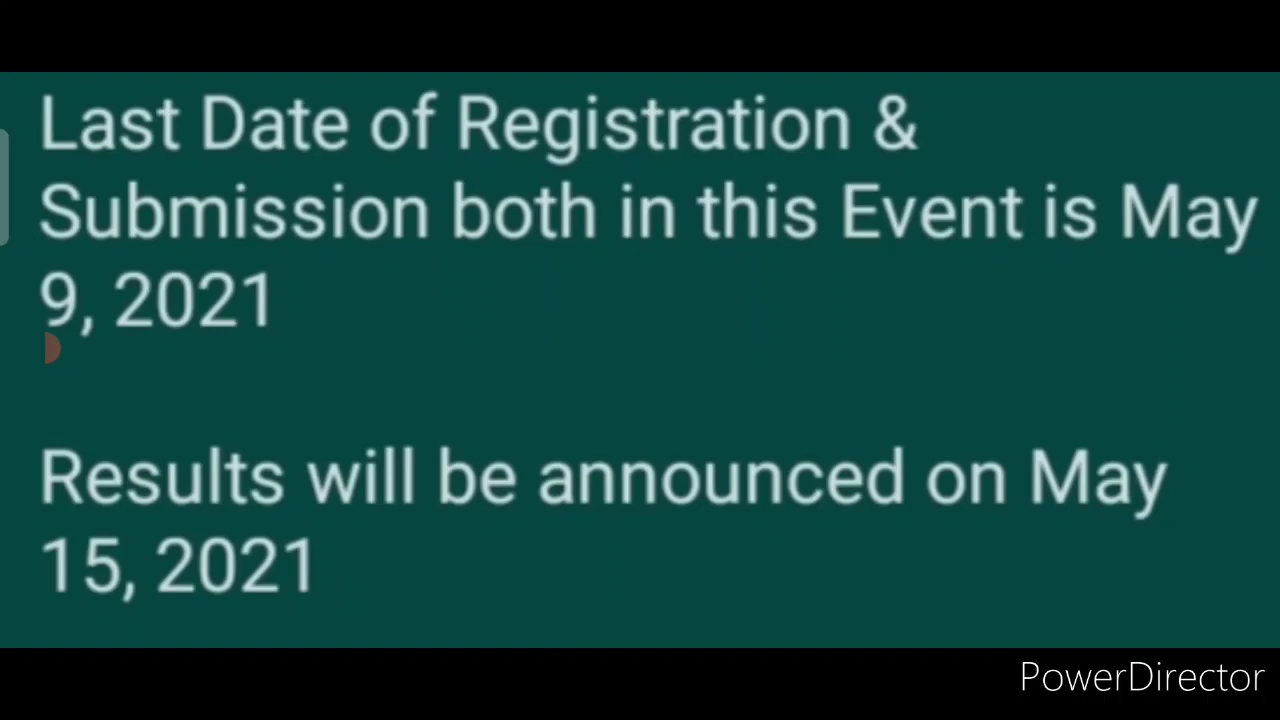 Last Date of Registration &
Submission both in this Event is May
9, 2021
Results will be announced on May
15, 2021
PowerDirector